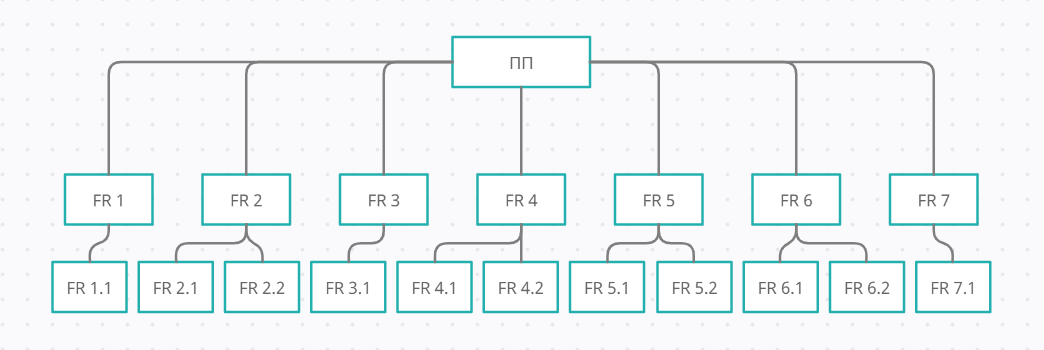 ПП
FR 1
FR 2
FR 3
FR 4
FR 5
FR 6
FR 7
FR 1.1
FR 2.1
FR 2.2
FR 3.1
FR 4.1
FR 4.2
FR 5.1
FR 5.2
FR 6.1
FR 6.2
FR 7.1